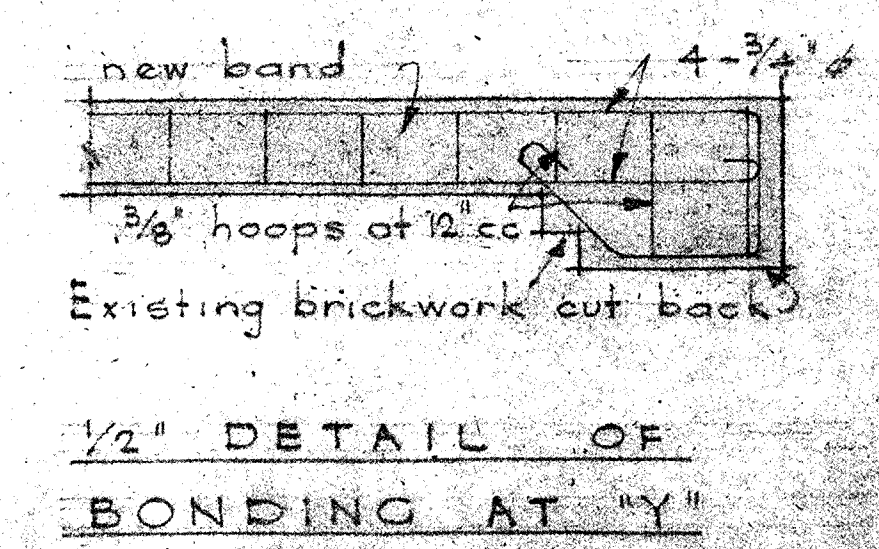 new band
4 - 3/4" ϕ
3/8" hoops at 12" cc
Existing brickwork cut back
1/2" DETAIL OF
BONDING AT "Y"